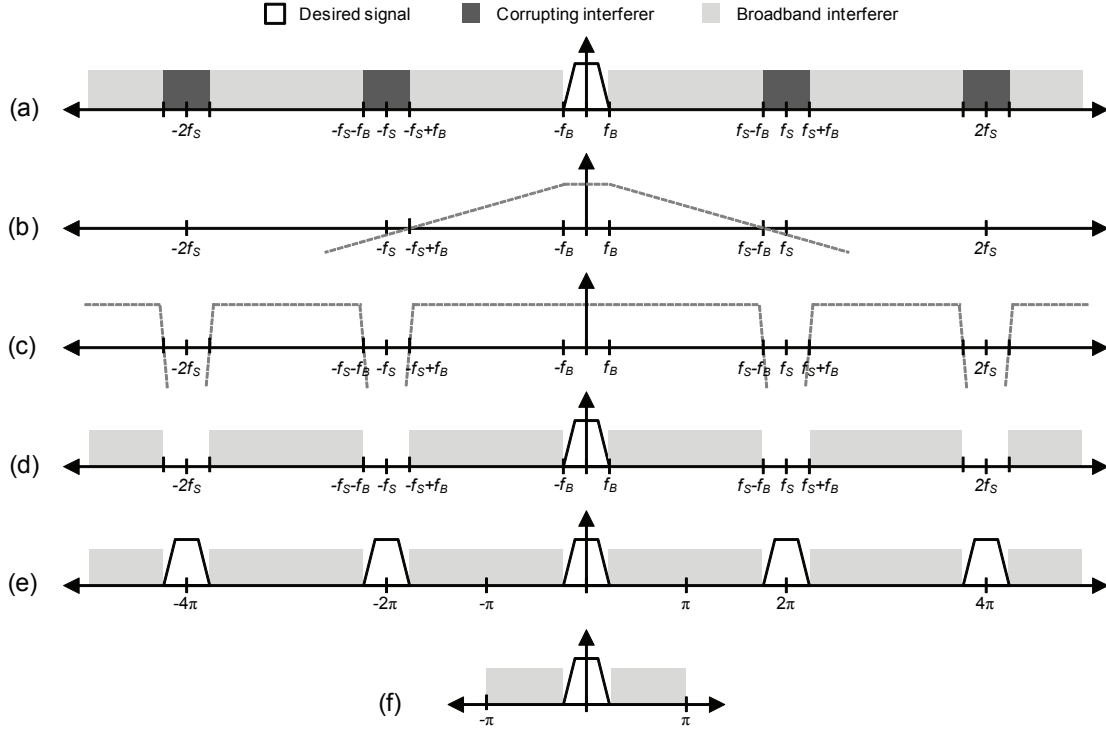 Desired signal Corrupting interferer Broadband interferer
(a)
-2fS -fS-fB -fS -fS+fB -fB fB fS-fB fS fS+fB 2fS
(b)
-2fS -fS -fS+fB -fB fB fS-fB fS 2fS
(c)
-2fS -fS-fB -fS -fS+fB -fB fB fS-fB fS fS+fB 2fS
(d)
-2fS -fS-fB -fS -fS+fB -fB fB fS-fB fS fS+fB 2fS
(e)
-4π -2π -π π 2π 4π
(f)
-π π